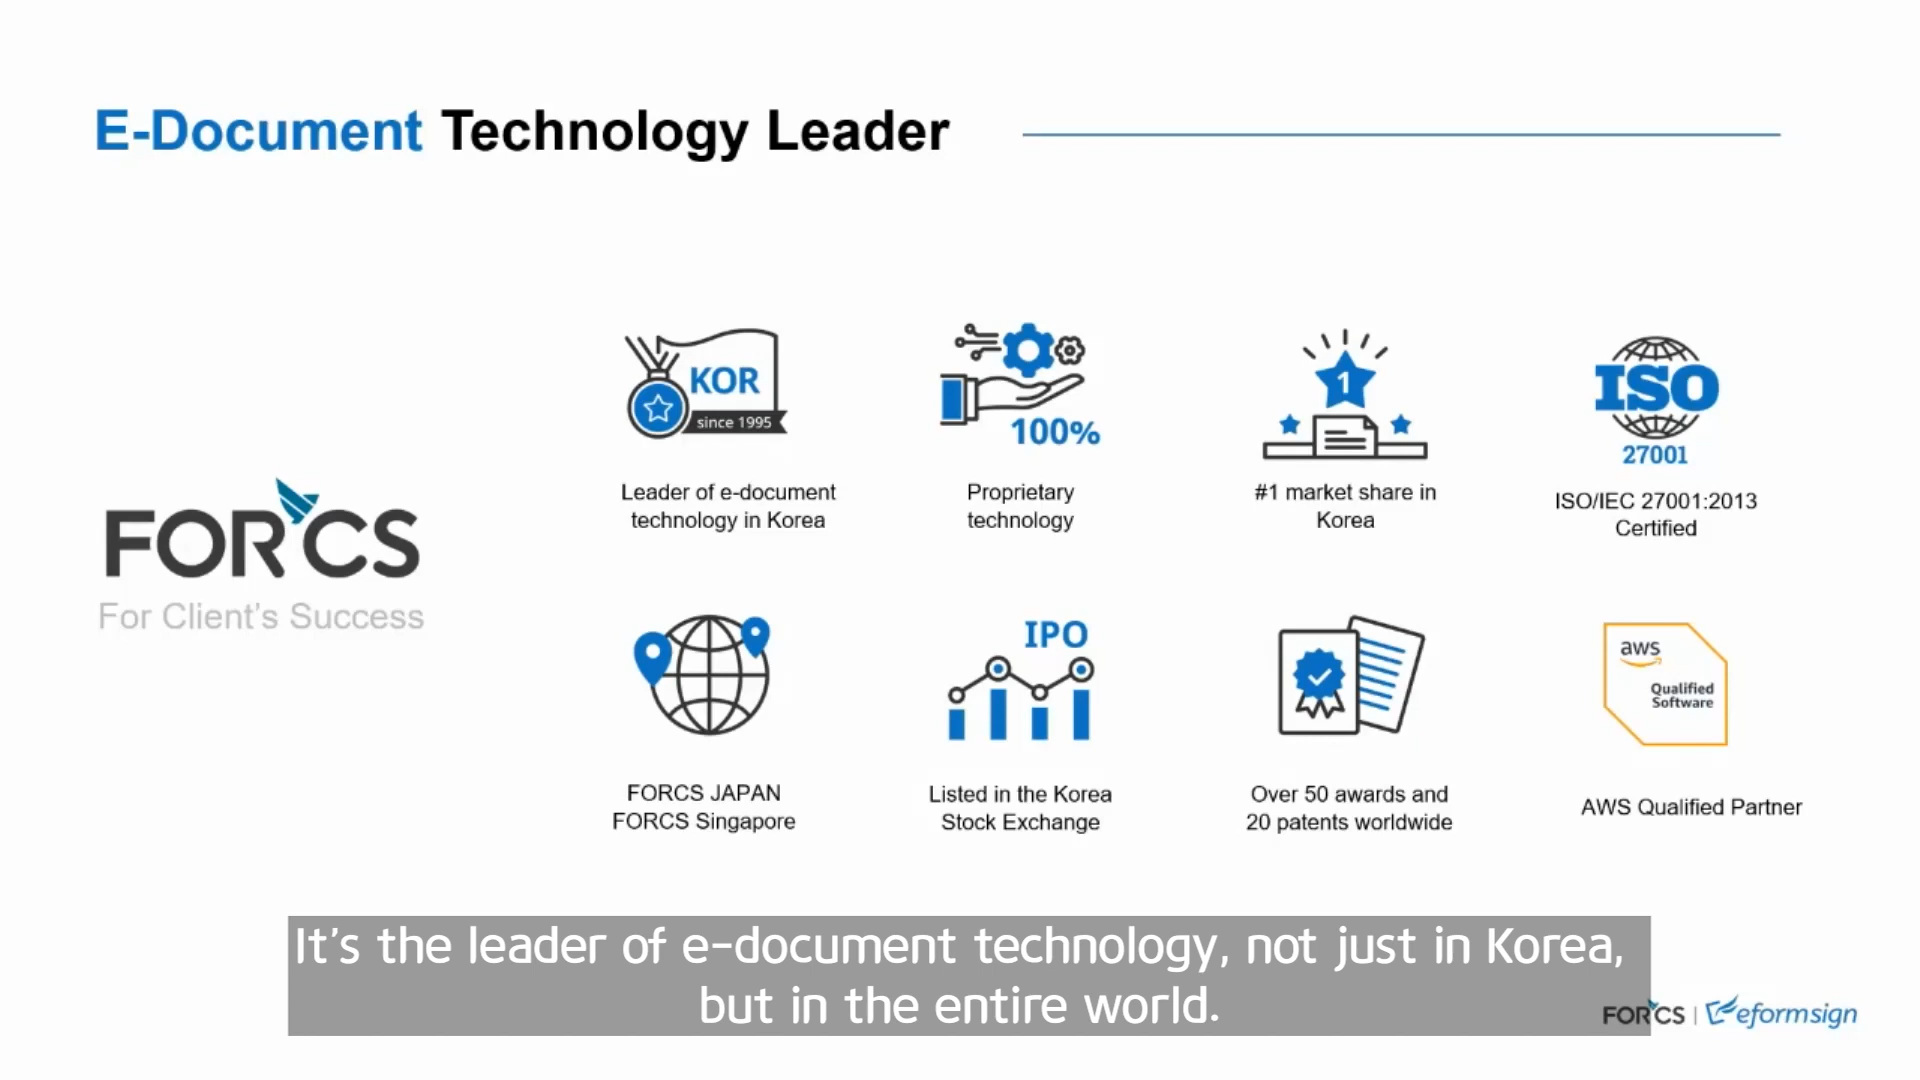 E-Document Technology Leader
KOR
since 1995
Leader of e-document
technology in Korea
100%
Proprietary
technology
1
#1 market share in
Korea
ISO
27001
ISO/IEC 27001:2013
Certified
FORCS
For Client's Success
FORCS JAPAN
FORCS Singapore
IPO
Listed in the Korea
Stock Exchange
Over 50 awards and
20 patents worldwide
aws
Qualified
Software
AWS Qualified Partner
It's the leader of e-document technology, not just in Korea,
but in the entire world.
FORCS | eformsign